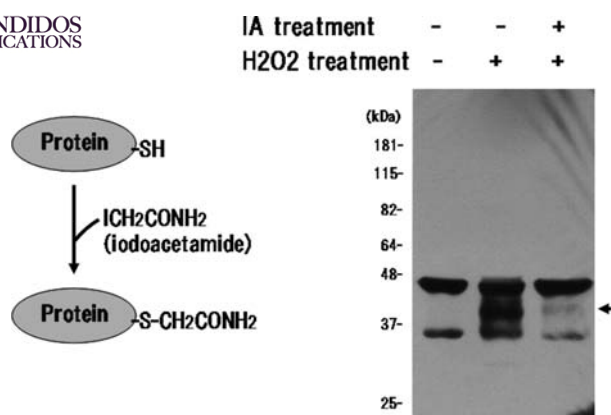 NDIDOS
ICATIONS
IA treatment - - +
H2O2 treatment - + +
Protein -SH
ICH2CONH2
(iodoacetamide)
Protein -S-CH2CONH2
(kDa)
181-
115-
82-
64-
48-
37-
25-